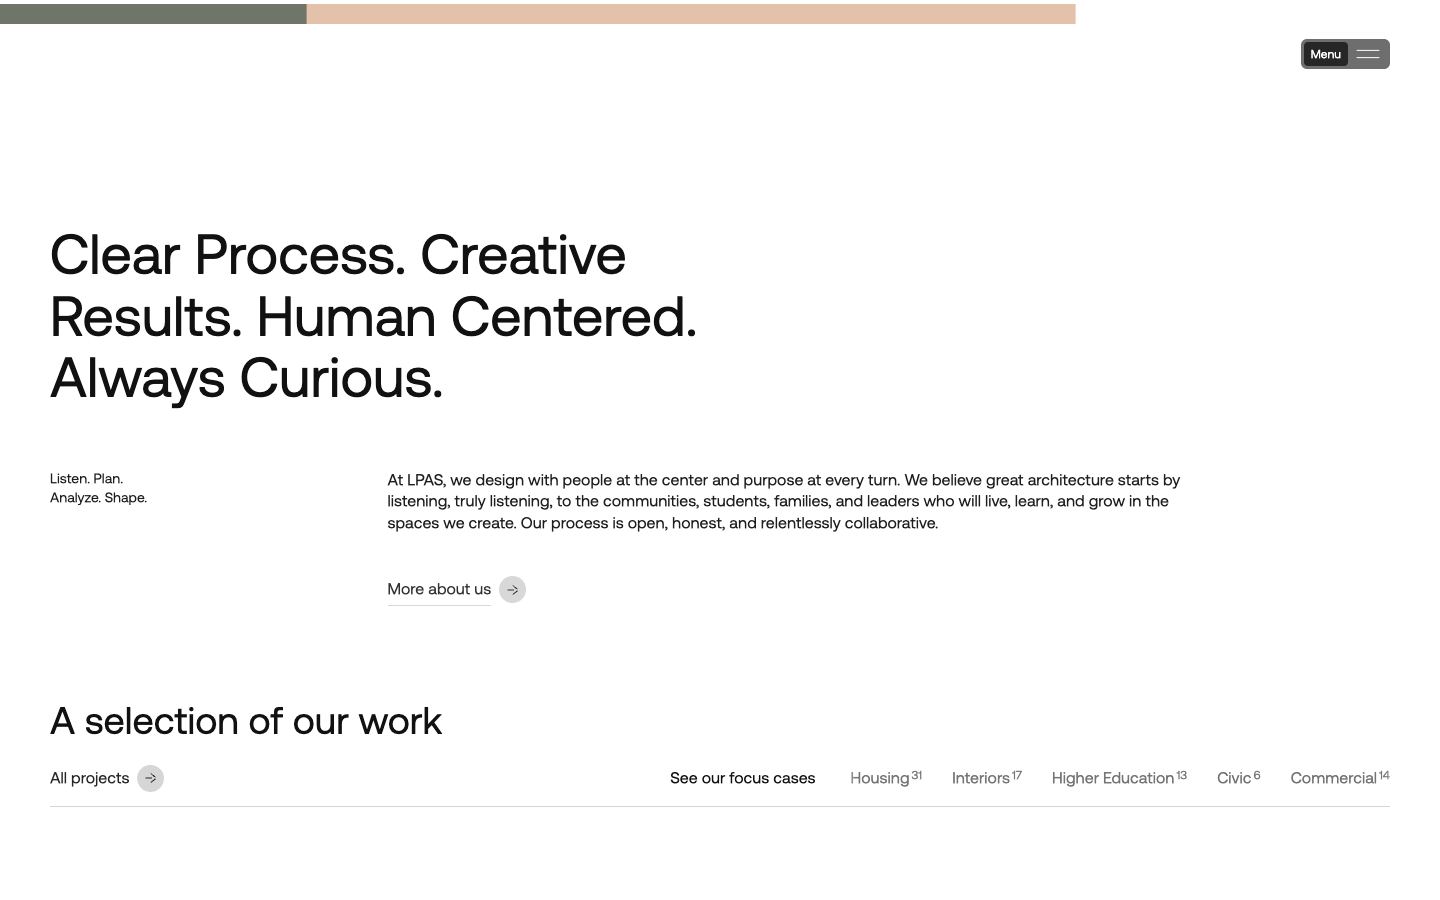 Menu
Clear Process. Creative
Results. Human Centered.
Always Curious.
Listen. Plan.
Analyze. Shape.
At LPAS, we design with people at the center and purpose at every turn. We believe great architecture starts by
listening, truly listening, to the communities, students, families, and leaders who will live, learn, and grow in the
spaces we create. Our process is open, honest, and relentlessly collaborative.
More about us
A selection of our work
All projects
See our focus cases Housing 31 Interiors 17 Higher Education 13 Civic 6 Commercial 14